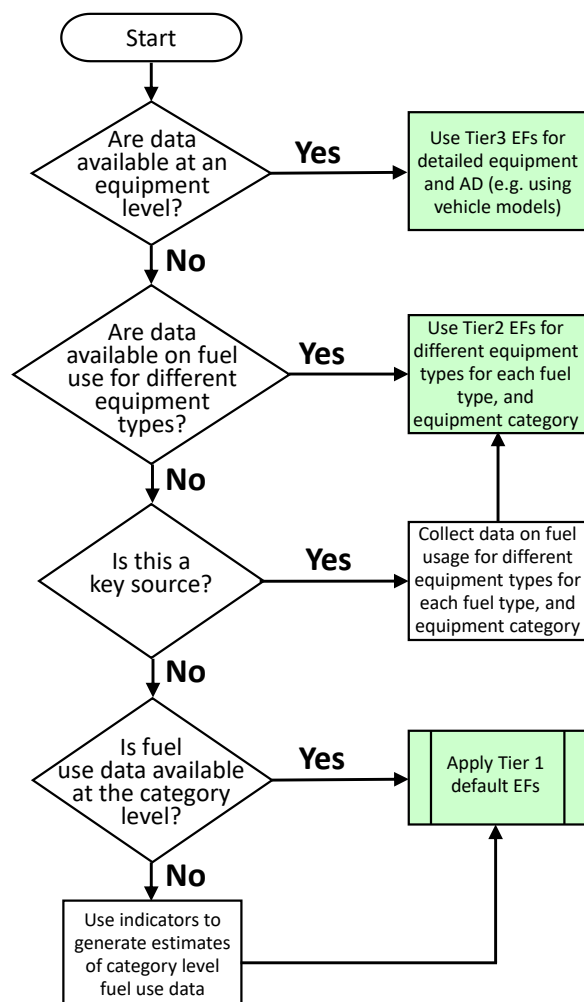 Start
Are data
available at an
equipment
level?
Yes
Use Tier3 EFs for
detailed equipment
and AD (e.g. using
vehicle models)
No
Are data
available on fuel
use for different
equipment
types?
Yes
Use Tier2 EFs for
different equipment
types for each fuel
type, and
equipment category
No
Is this a
key source?
Yes
Collect data on fuel
usage for different
equipment types for
each fuel type, and
equipment category
No
Is fuel
use data available
at the category
level?
Yes
Apply Tier 1
default EFs
No
Use indicators to
generate estimates
of category level
fuel use data